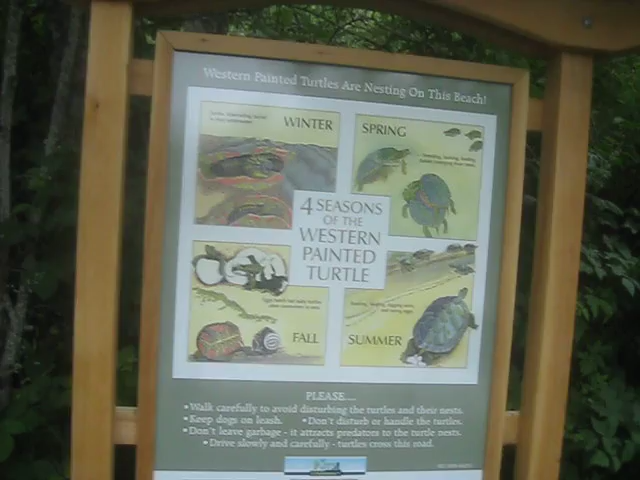 Western Painted Turtles Are Nesting On This Beach!
WINTER
SPRING
4 SEASONS
OF THE
WESTERN
PAINTED
TURTLE
FALL
SUMMER
PLEASE....
• Walk carefully to avoid disturbing the turtles and their nests.
• Keep dogs on leash. • Don't disturb or handle the turtles.
• Don't leave garbage - it attracts predators to the turtle nests.
• Drive slowly and carefully - turtles cross this road.